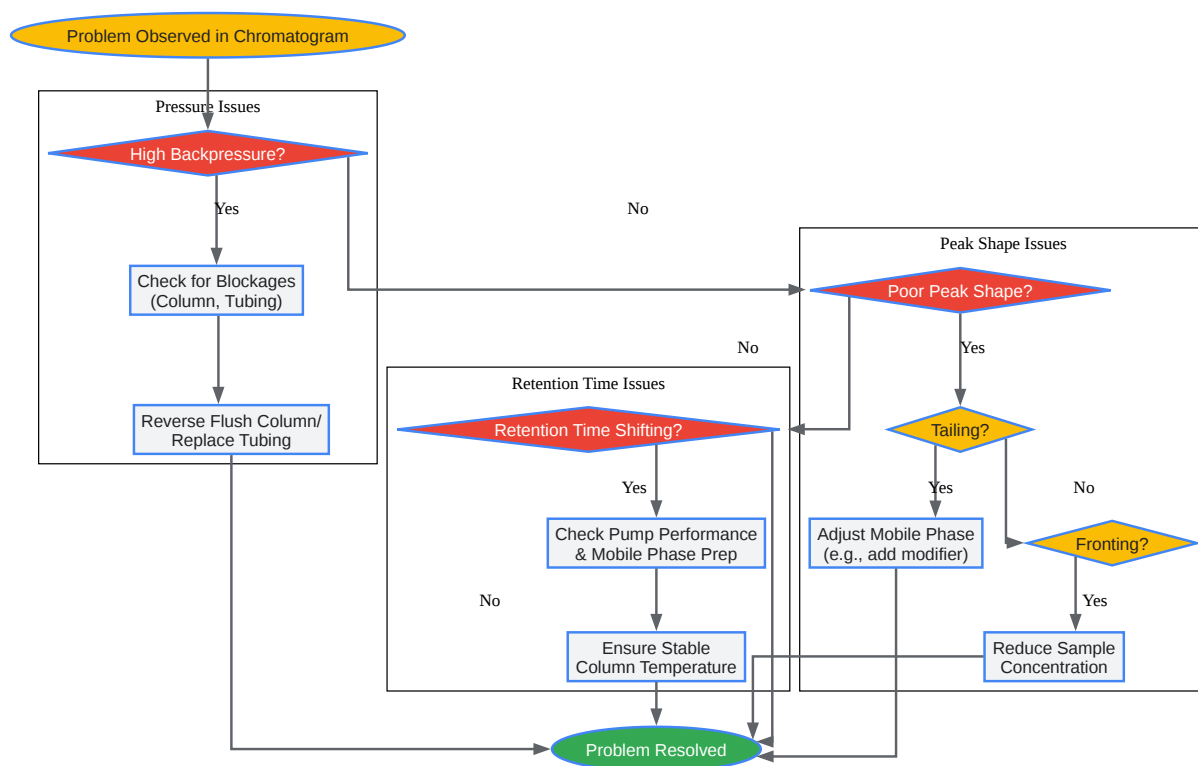 Problem Observed in Chromatogram
Pressure Issues
High Backpressure?
Yes
No
Check for Blockages
(Column, Tubing)
Reverse Flush Column/
Replace Tubing
Peak Shape Issues
Poor Peak Shape?
No
Yes
Retention Time Issues
Retention Time Shifting?
Yes
Check Pump Performance
& Mobile Phase Prep
No
Ensure Stable
Column Temperature
Tailing?
Yes
No
Adjust Mobile Phase
(e.g., add modifier)
Fronting?
Yes
Reduce Sample
Concentration
Problem Resolved